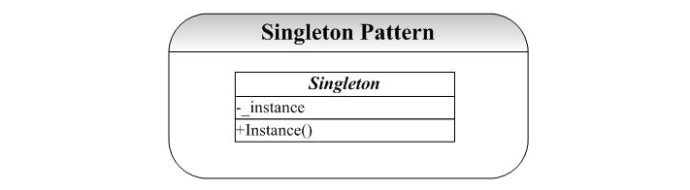 Singleton Pattern
Singleton
-_instance
+Instance()